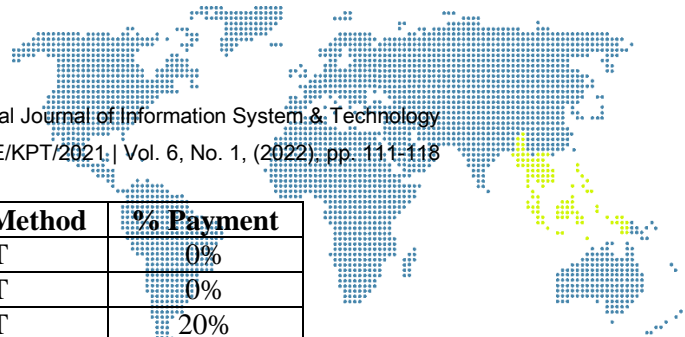 al Journal of Information System & Technology
E/KPT/2021 | Vol. 6, No. 1, (2022), pp. 111-118
Method % Payment
T 0%
T 0%
T 20%